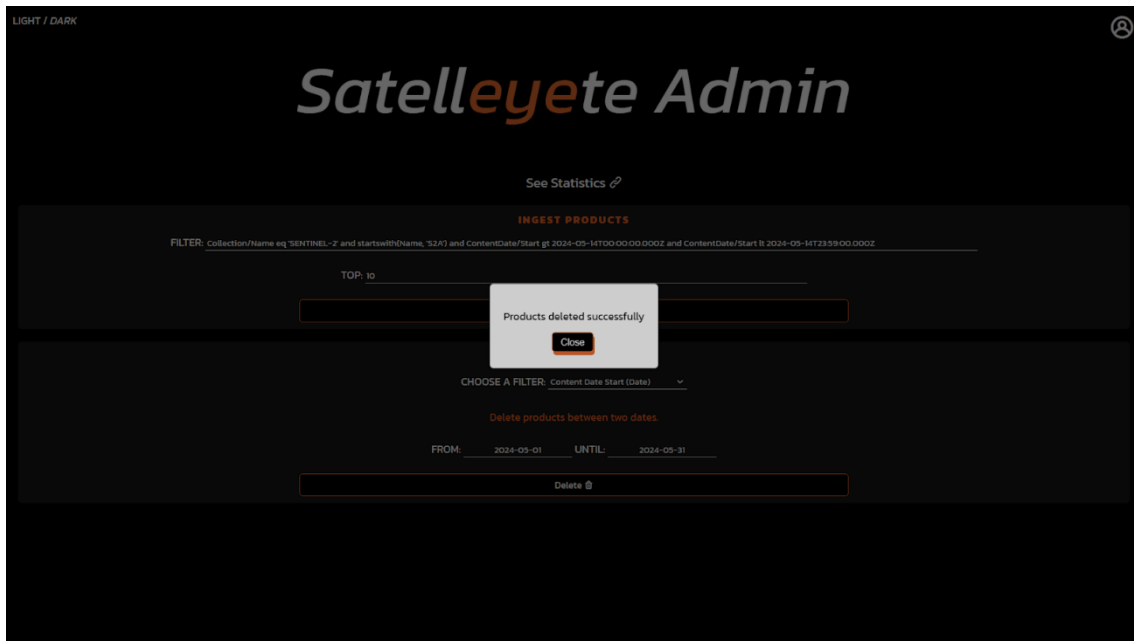 LIGHT / DARK
Satelleyete Admin
See Statistics
INGEST PRODUCTS
FILTER: Collection/Name eq 'SENTINEL-2' and startswith(Name, 'S2A') and ContentDate/Start gt 2024-05-14T00:00:00.000Z and ContentDate/Start lt 2024-05-14T23:59:00.000Z
TOP: 10
Products deleted successfully
Close
CHOOSE A FILTER: Content Date Start (Date)
Delete products between two dates.
FROM: 2024-05-01 UNTIL: 2024-05-31
Delete